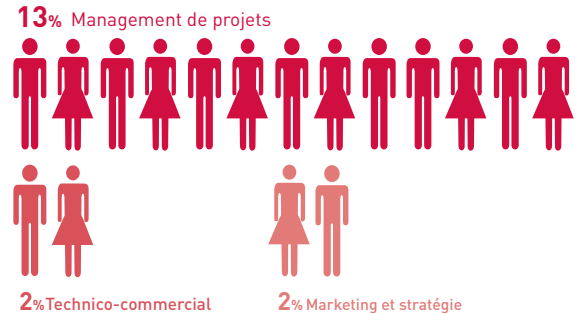 13% Management de projets
2% Technico-commercial
2% Marketing et stratégie